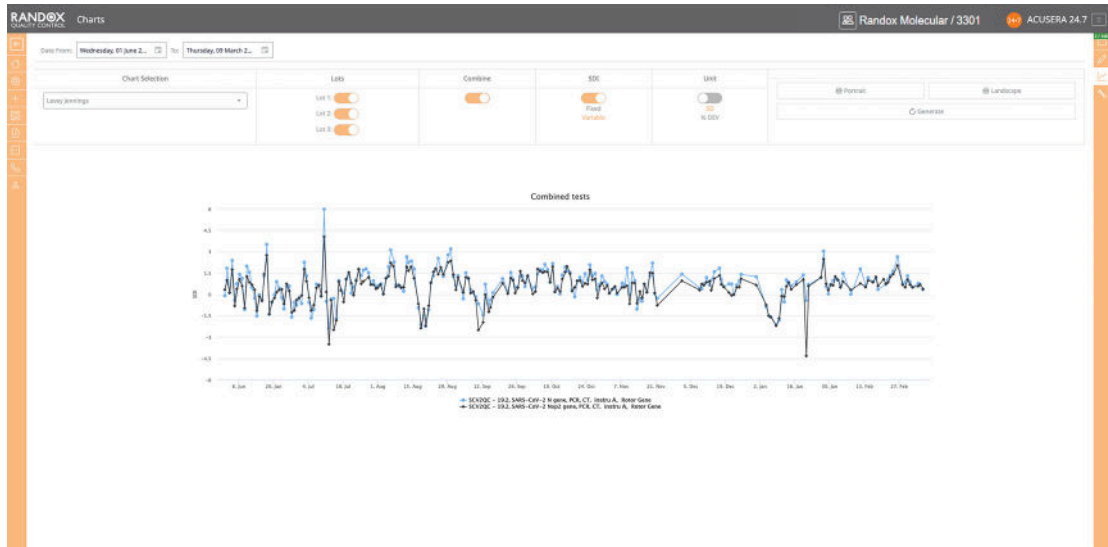 RANDOX
QUALITY CONTROL
Charts
Randox Molecular / 3301
24•7
ACUSERA 24.7
Date From:
Wednesday, 01 June 2...
To:
Thursday, 09 March 2...
Chart Selection
Lots
Combine
SDI
Unit
Lot 1:
Lot 2:
Lot 3:
Fixed
Variable
SD
% DEV
Portrait
Landscape
Generate
Combined tests
SDI
6
4.5
3
1.5
0
-1.5
-3
-4.5
-6
6. Jun
20. Jun
4. Jul
18. Jul
1. Aug
15. Aug
29. Aug
12. Sep
26. Sep
10. Oct
24. Oct
7. Nov
21. Nov
5. Dec
19. Dec
2. Jan
16. Jan
30. Jan
13. Feb
27. Feb
SCV2QC - 192, SARS-CoV-2 N gene, PCR, CT, Instru A, Rotor Gene
SCV2QC - 192, SARS-CoV-2 Nsp2 gene, PCR, CT, Instru A, Rotor Gene